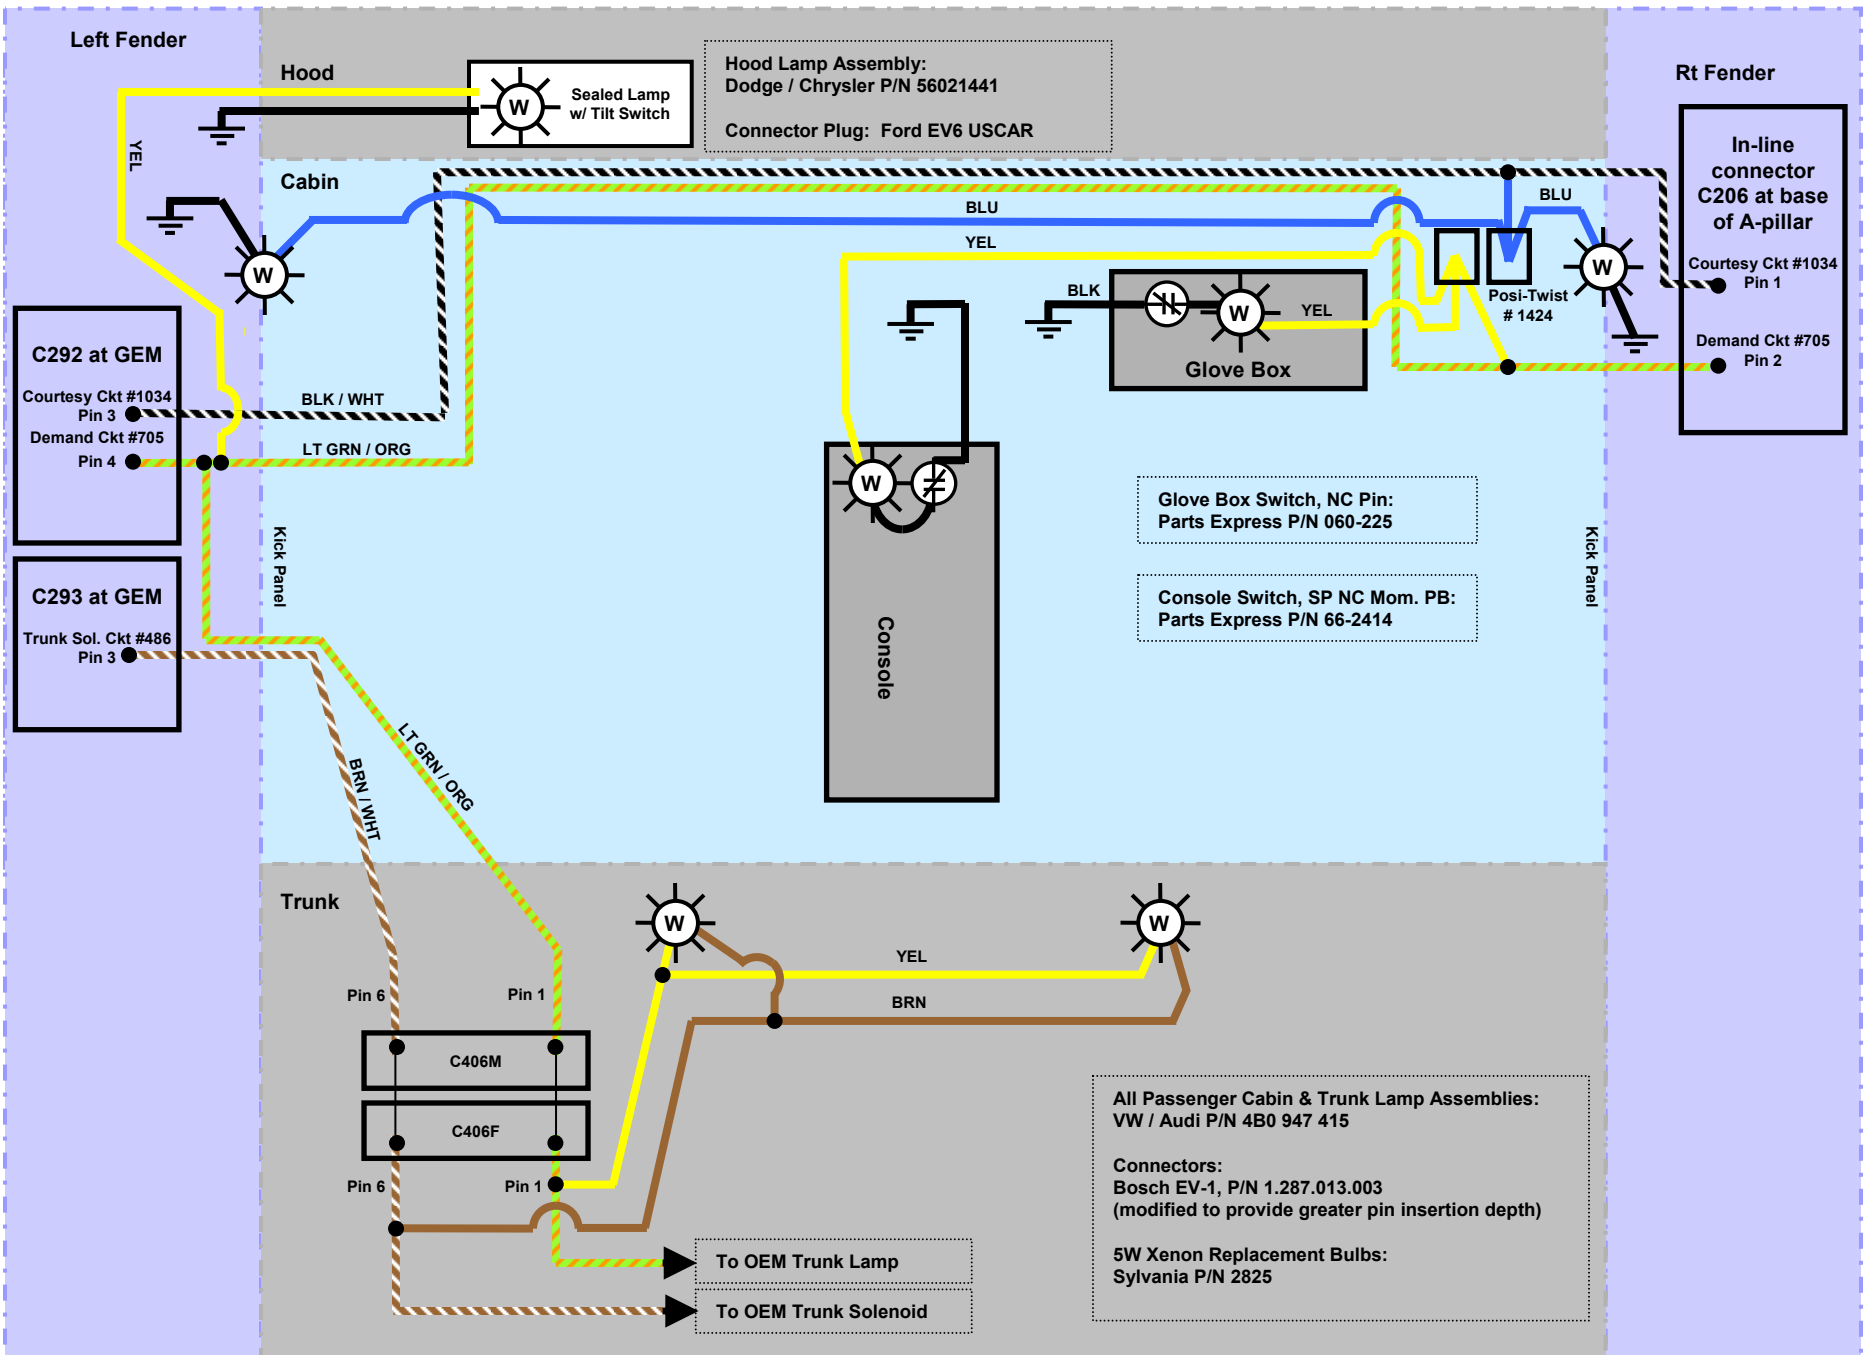 Left Fender
Hood
W
Sealed Lamp
w/ Tilt Switch
Hood Lamp Assembly:
Dodge / Chrysler P/N 56021441
Connector Plug: Ford EV6 USCAR
Rt Fender
In-line
connector
C206 at base
of A-pillar
Courtesy Ckt #1034
Pin 1
Demand Ckt #705
Pin 2
YEL
Cabin
BLU
BLU
YEL
W
W
BLK
W
YEL
Glove Box
Posi-Twist
# 1424
C292 at GEM
Courtesy Ckt #1034
Pin 3
Demand Ckt #705
Pin 4
BLK / WHT
LT GRN / ORG
W
Console
Glove Box Switch, NC Pin:
Parts Express P/N 060-225
Console Switch, SP NC Mom. PB:
Parts Express P/N 66-2414
Kick Panel
Kick Panel
C293 at GEM
Trunk Sol. Ckt #486
Pin 3
LT GRN / ORG
BRN / WHT
Trunk
W
W
YEL
BRN
Pin 6
Pin 1
C406M
C406F
Pin 6
Pin 1
To OEM Trunk Lamp
To OEM Trunk Solenoid
All Passenger Cabin & Trunk Lamp Assemblies:
VW / Audi P/N 4B0 947 415
Connectors:
Bosch EV-1, P/N 1.287.013.003
(modified to provide greater pin insertion depth)
5W Xenon Replacement Bulbs:
Sylvania P/N 2825